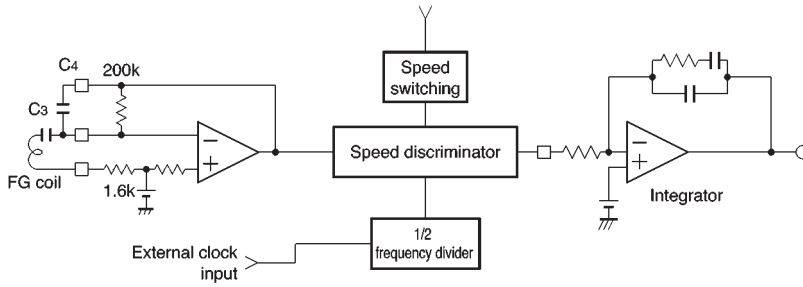 C4
200k
C3
FG coil
1.6k
Speed
switching
Speed discriminator
Integrator
1/2
frequency divider
External clock
input